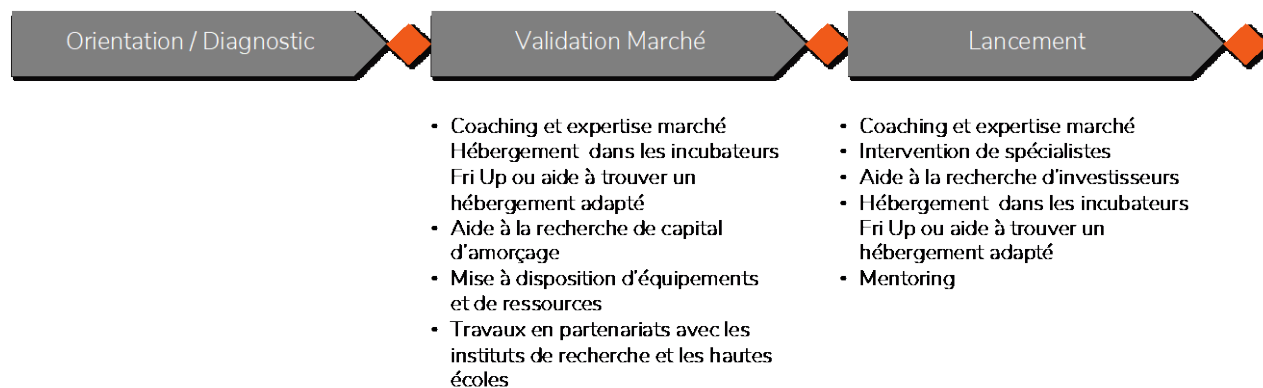 Orientation / Diagnostic
Validation Marché
Lancement
• Coaching et expertise marché
Hébergement dans les incubateurs
Fri Up ou aide à trouver un
hébergement adapté
• Aide à la recherche de capital
d'amorçage
• Mise à disposition d'équipements
et de ressources
• Travaux en partenariats avec les
instituts de recherche et les hautes
écoles
• Coaching et expertise marché
• Intervention de spécialistes
• Aide à la recherche d'investisseurs
• Hébergement dans les incubateurs
Fri Up ou aide à trouver un
hébergement adapté
• Mentoring